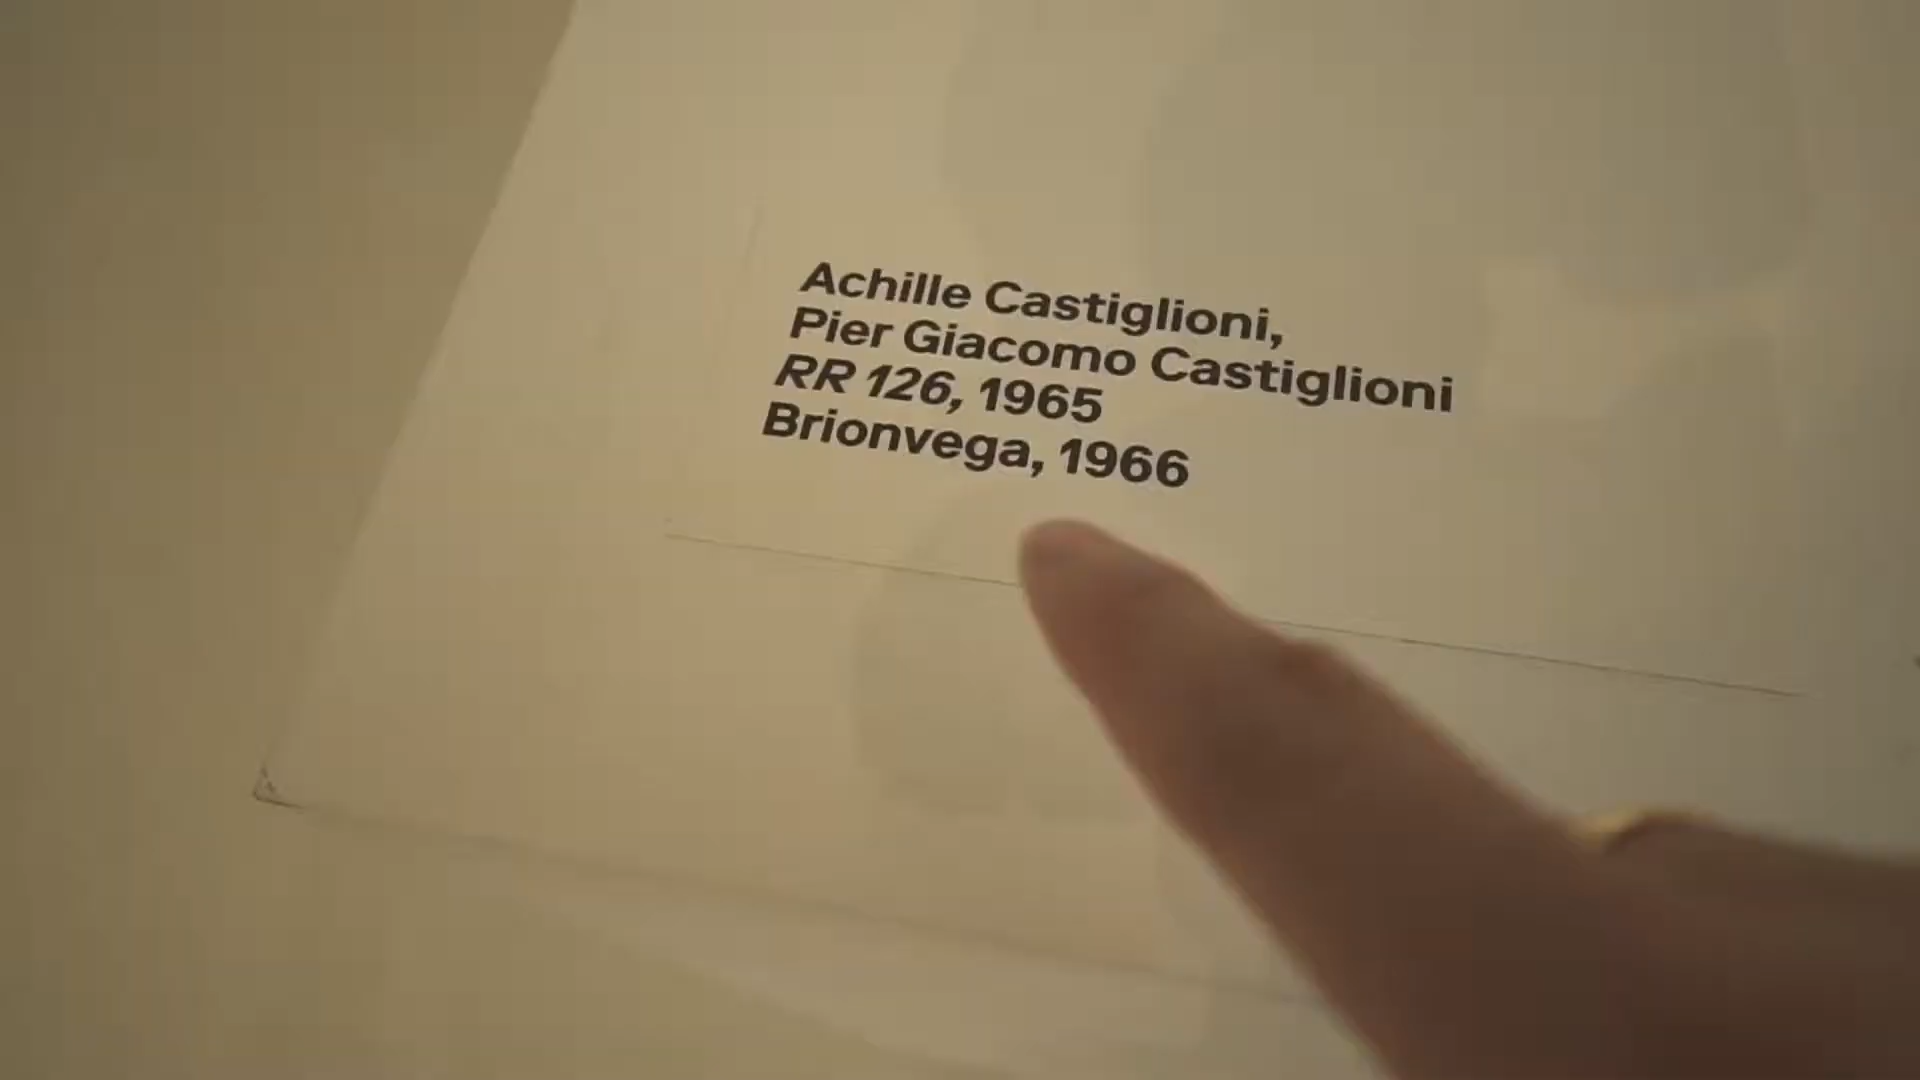 Achille Castiglioni,
Pier Giacomo Castiglioni
RR 126, 1965
Brionvega, 1966